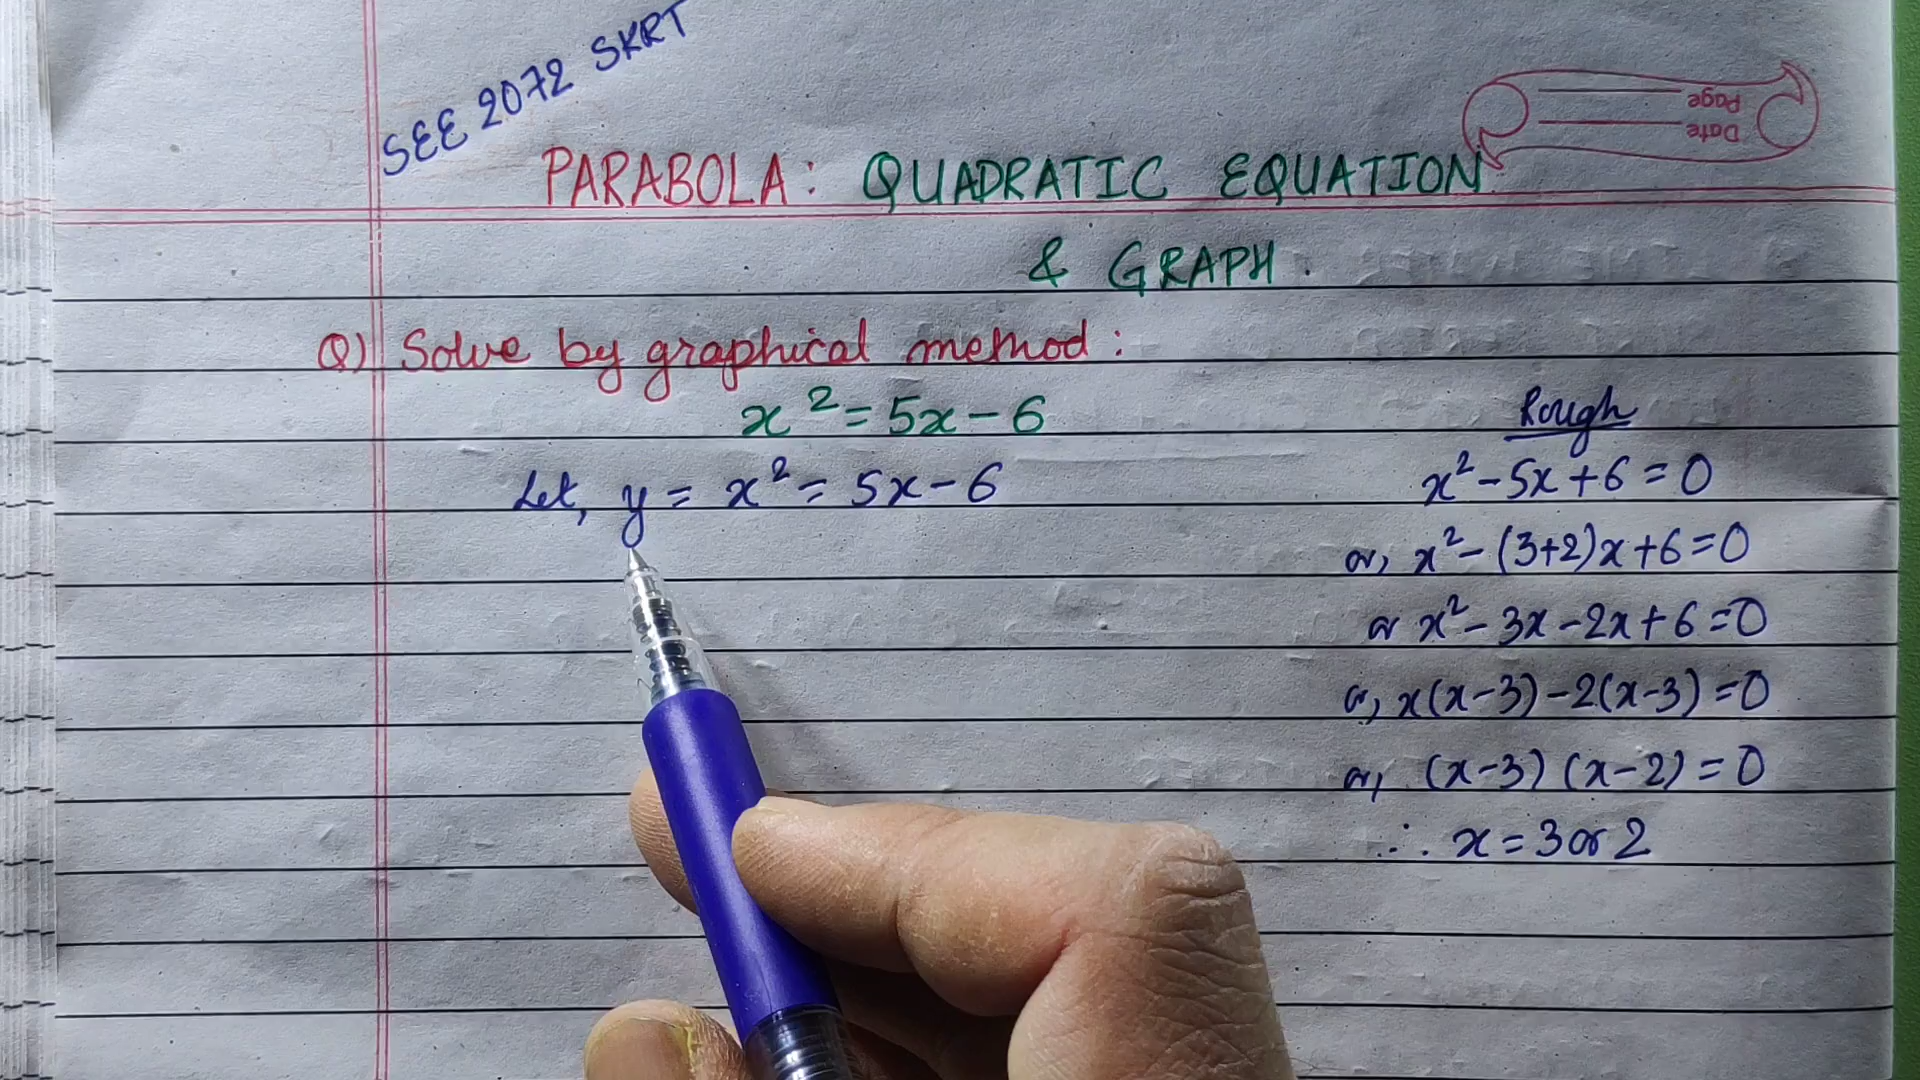 SEE 2072 SKRT
Page
Date
PARABOLA: QUADRATIC EQUATION
& GRAPH.
Q) Solve by graphical method:
x² = 5x - 6
Let, y = x² = 5x - 6
Rough
x² - 5x + 6 = 0
or, x² - (3+2)x + 6 = 0
or x² - 3x - 2x + 6 = 0
or, x(x-3) - 2(x-3) = 0
or, (x-3) (x-2) = 0
∴ x = 3 or 2